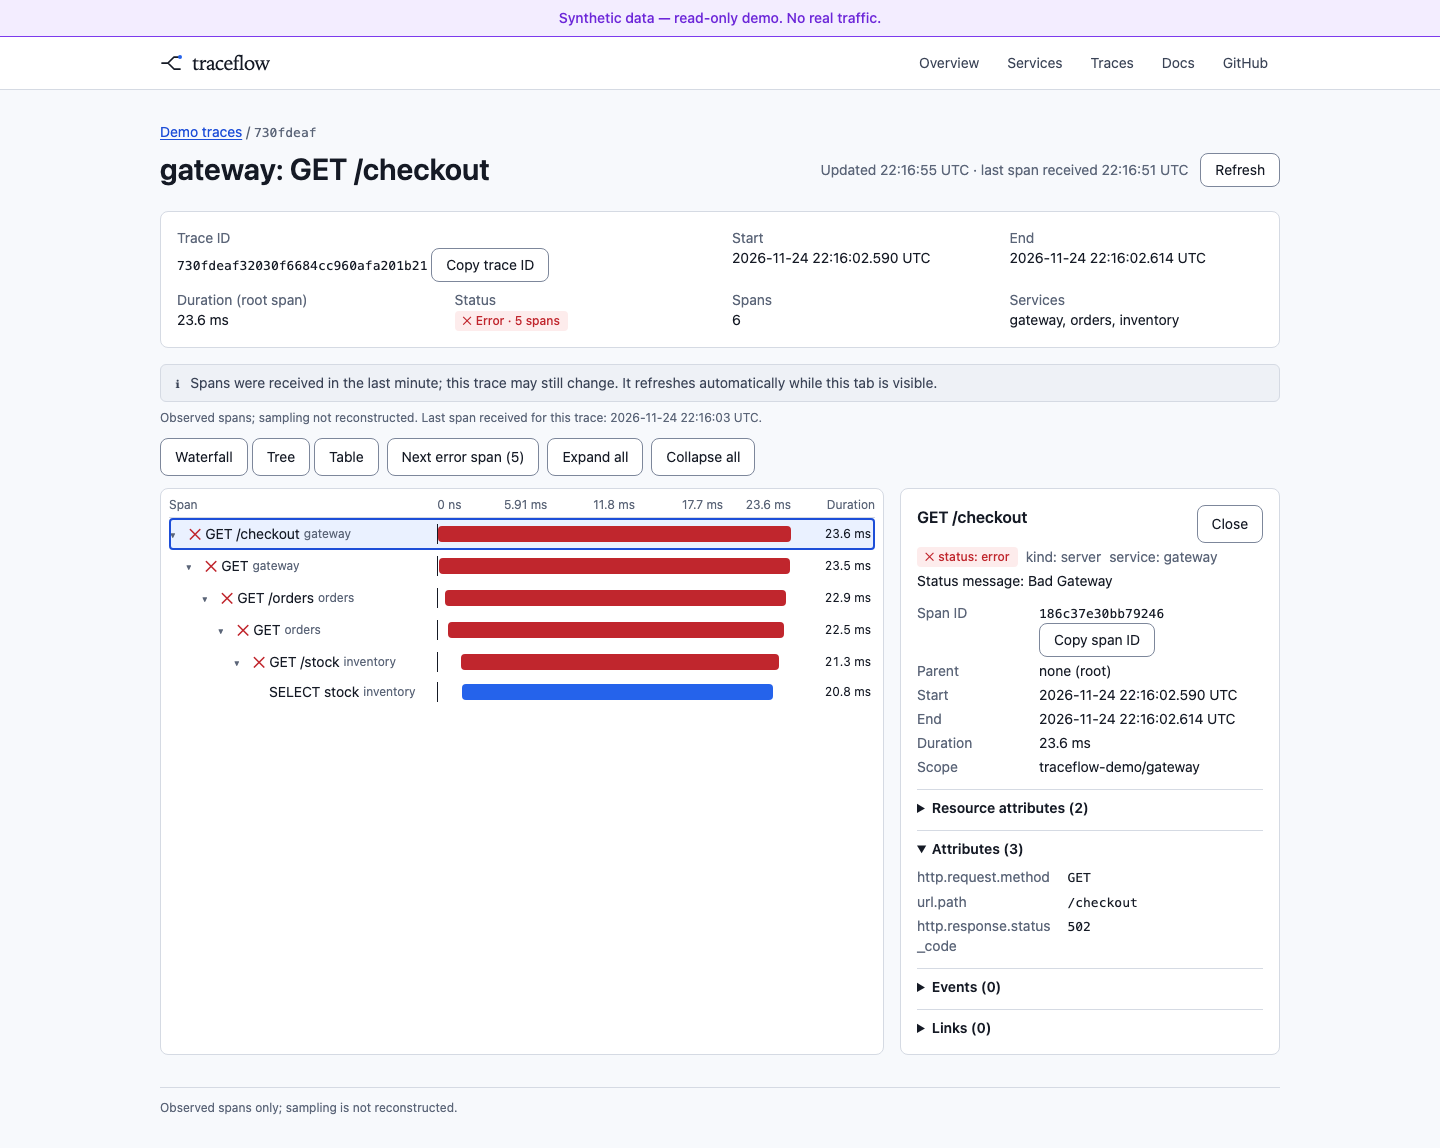 Synthetic data — read-only demo. No real traffic.
traceflow
Overview Services Traces Docs GitHub
Demo traces / 730fdeaf
gateway: GET /checkout
Updated 22:16:55 UTC · last span received 22:16:51 UTC Refresh
Trace ID Start End
730fdeaf32030f6684cc960afa201b21 Copy trace ID 2026-11-24 22:16:02.590 UTC 2026-11-24 22:16:02.614 UTC
Duration (root span) Status Spans Services
23.6 ms Error · 5 spans 6 gateway, orders, inventory
Spans were received in the last minute; this trace may still change. It refreshes automatically while this tab is visible.
Observed spans; sampling not reconstructed. Last span received for this trace: 2026-11-24 22:16:03 UTC.
Waterfall Tree Table Next error span (5) Expand all Collapse all
Span 0 ns 5.91 ms 11.8 ms 17.7 ms 23.6 ms Duration
GET /checkout gateway 23.6 ms
GET gateway 23.5 ms
GET /orders orders 22.9 ms
GET orders 22.5 ms
GET /stock inventory 21.3 ms
SELECT stock inventory 20.8 ms
GET /checkout Close
status: error kind: server service: gateway
Status message: Bad Gateway
Span ID 186c37e30bb79246
Copy span ID
Parent none (root)
Start 2026-11-24 22:16:02.590 UTC
End 2026-11-24 22:16:02.614 UTC
Duration 23.6 ms
Scope traceflow-demo/gateway
Resource attributes (2)
Attributes (3)
http.request.method GET
url.path /checkout
http.response.status 502
_code
Events (0)
Links (0)
Observed spans only; sampling is not reconstructed.